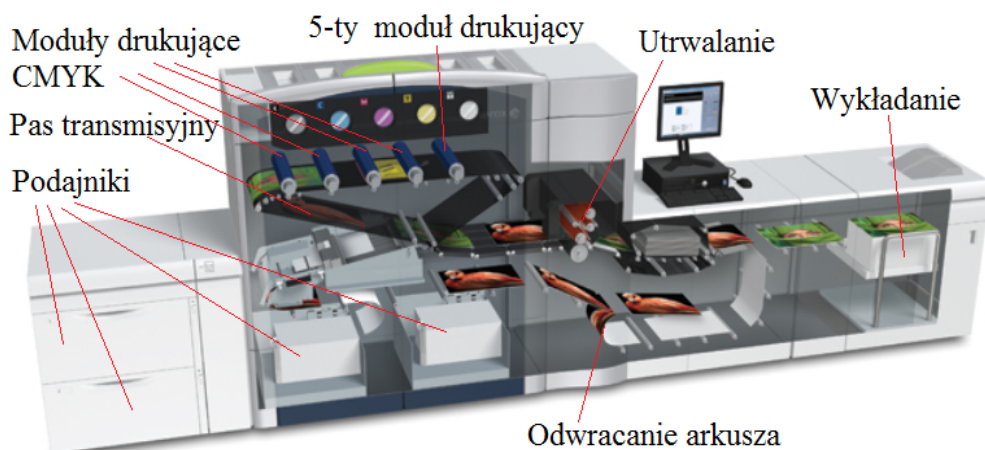 Moduły drukujące
CMYK
5-ty moduł drukujący
Utrwalanie
Wykładanie
Pas transmisyjny
Podajniki
Odwracanie arkusza